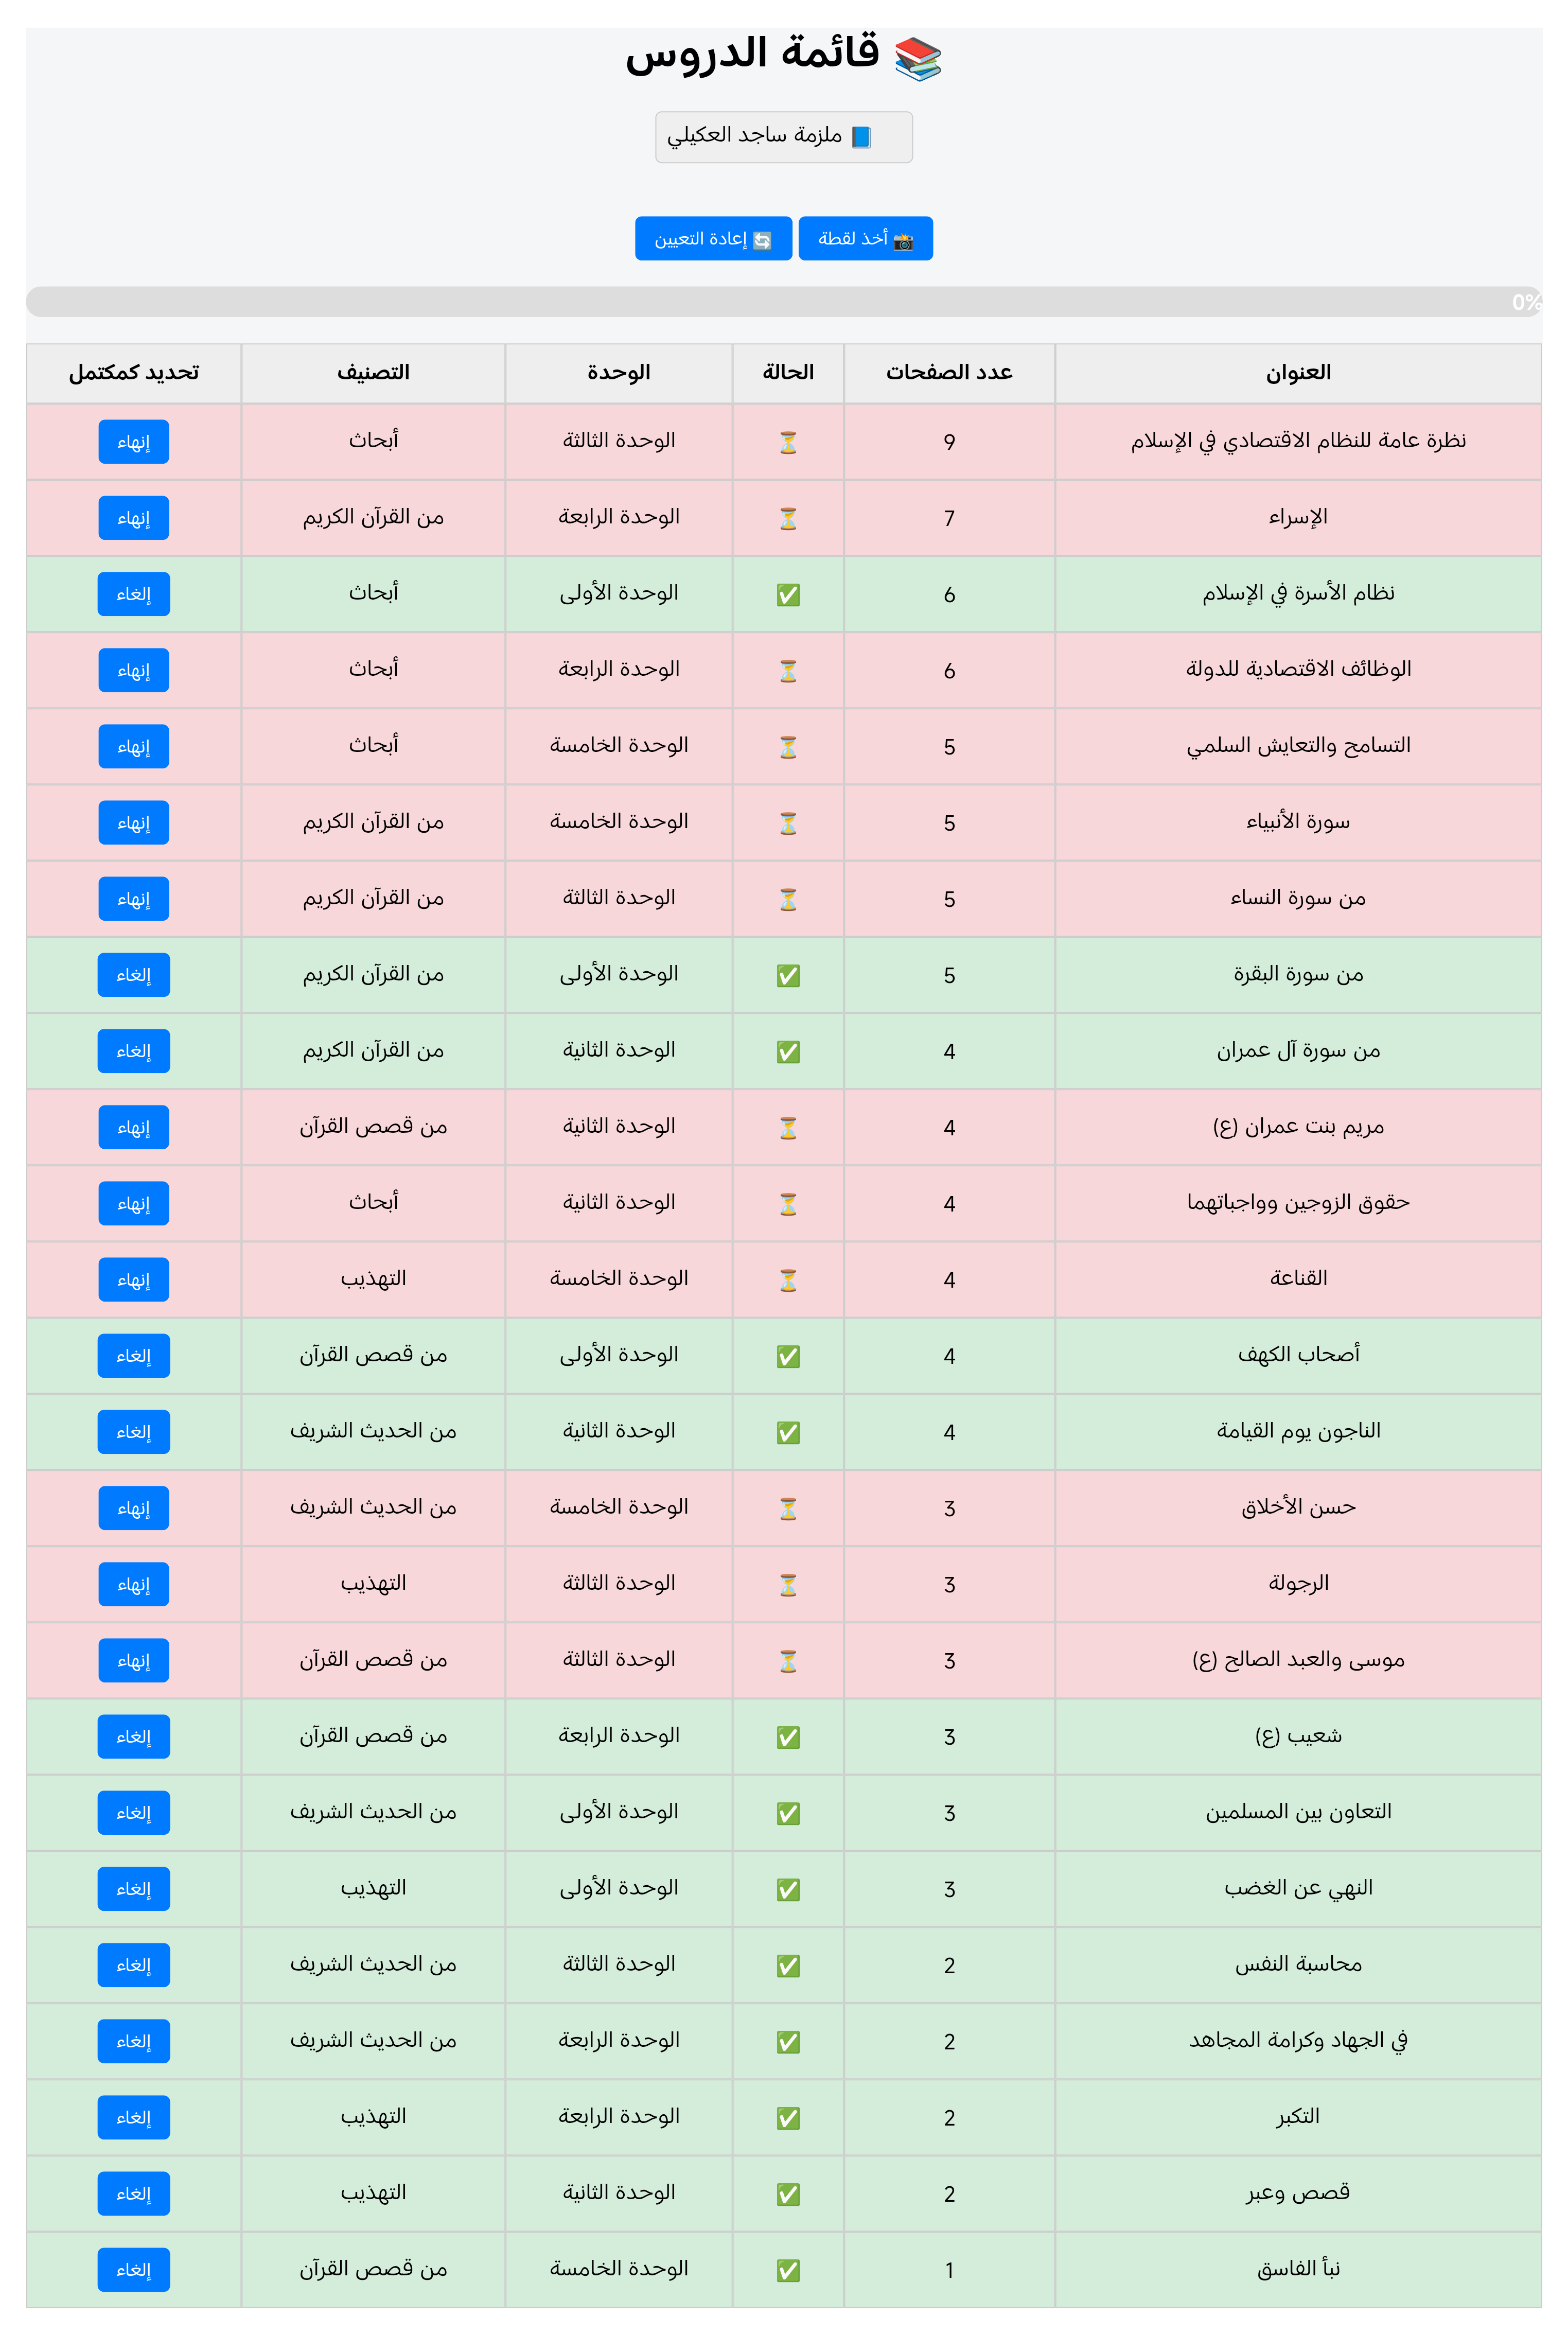 📚 قائمة الدروس
📘 ملزمة ساجد العكيلي
📸 أخذ لقطة 🔄 إعادة التعيين
0%
العنوان عدد الصفحات الحالة الوحدة التصنيف تحديد كمكتمل
نظرة عامة للنظام الاقتصادي في الإسلام 9 ⏳ الوحدة الثالثة أبحاث إنهاء
الإسراء 7 ⏳ الوحدة الرابعة من القرآن الكريم إنهاء
نظام الأسرة في الإسلام 6 ✅ الوحدة الأولى أبحاث إلغاء
الوظائف الاقتصادية للدولة 6 ⏳ الوحدة الرابعة أبحاث إنهاء
التسامح والتعايش السلمي 5 ⏳ الوحدة الخامسة أبحاث إنهاء
سورة الأنبياء 5 ⏳ الوحدة الخامسة من القرآن الكريم إنهاء
من سورة النساء 5 ⏳ الوحدة الثالثة من القرآن الكريم إنهاء
من سورة البقرة 5 ✅ الوحدة الأولى من القرآن الكريم إلغاء
من سورة آل عمران 4 ✅ الوحدة الثانية من القرآن الكريم إلغاء
مريم بنت عمران (ع) 4 ⏳ الوحدة الثانية من قصص القرآن إنهاء
حقوق الزوجين وواجباتهما 4 ⏳ الوحدة الثانية أبحاث إنهاء
القناعة 4 ⏳ الوحدة الخامسة التهذيب إنهاء
أصحاب الكهف 4 ✅ الوحدة الأولى من قصص القرآن إلغاء
الناجون يوم القيامة 4 ✅ الوحدة الثانية من الحديث الشريف إلغاء
حسن الأخلاق 3 ⏳ الوحدة الخامسة من الحديث الشريف إنهاء
الرجولة 3 ⏳ الوحدة الثالثة التهذيب إنهاء
موسى والعبد الصالح (ع) 3 ⏳ الوحدة الثالثة من قصص القرآن إنهاء
شعيب (ع) 3 ✅ الوحدة الرابعة من قصص القرآن إلغاء
التعاون بين المسلمين 3 ✅ الوحدة الأولى من الحديث الشريف إلغاء
النهي عن الغضب 3 ✅ الوحدة الأولى التهذيب إلغاء
محاسبة النفس 2 ✅ الوحدة الثالثة من الحديث الشريف إلغاء
في الجهاد وكرامة المجاهد 2 ✅ الوحدة الرابعة من الحديث الشريف إلغاء
التكبر 2 ✅ الوحدة الرابعة التهذيب إلغاء
قصص وعبر 2 ✅ الوحدة الثانية التهذيب إلغاء
نبأ الفاسق 1 ✅ الوحدة الخامسة من قصص القرآن إلغاء